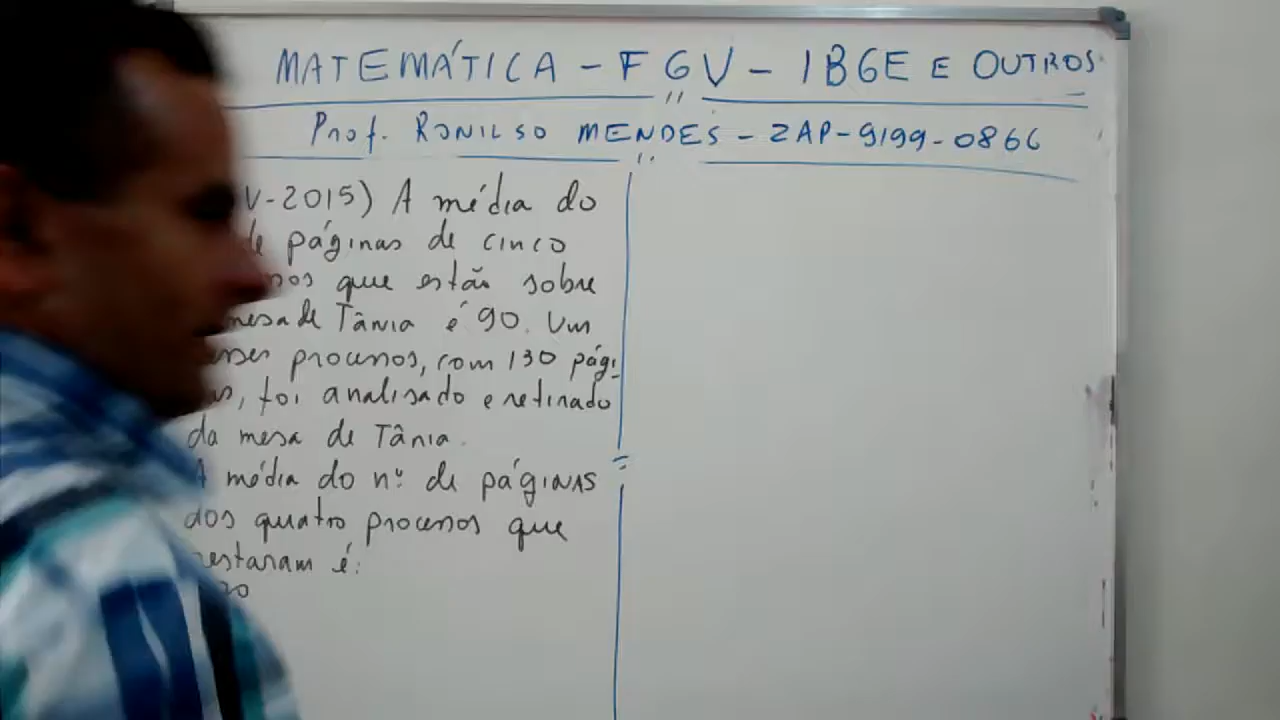 MATEMÁTICA - FGV - IBGE E OUTROS
Prof. RONILSO MENDES - ZAP-9199-0866
V-2015) A média do
de páginas de cinco
que estão sobre
mesa de Tânia é 90. Um
processos, com 130 pági-
foi analisado e retirado
da mesa de Tânia.
A média do nº de páginas
dos quatro processos que
restaram é: